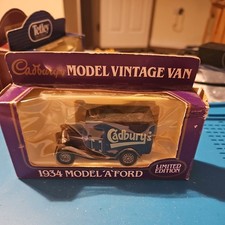 Tetley
Cadbury's MODEL VINTAGE VAN
Cadbury's
1934 MODEL 'A' FORD
LIMITED
EDITION